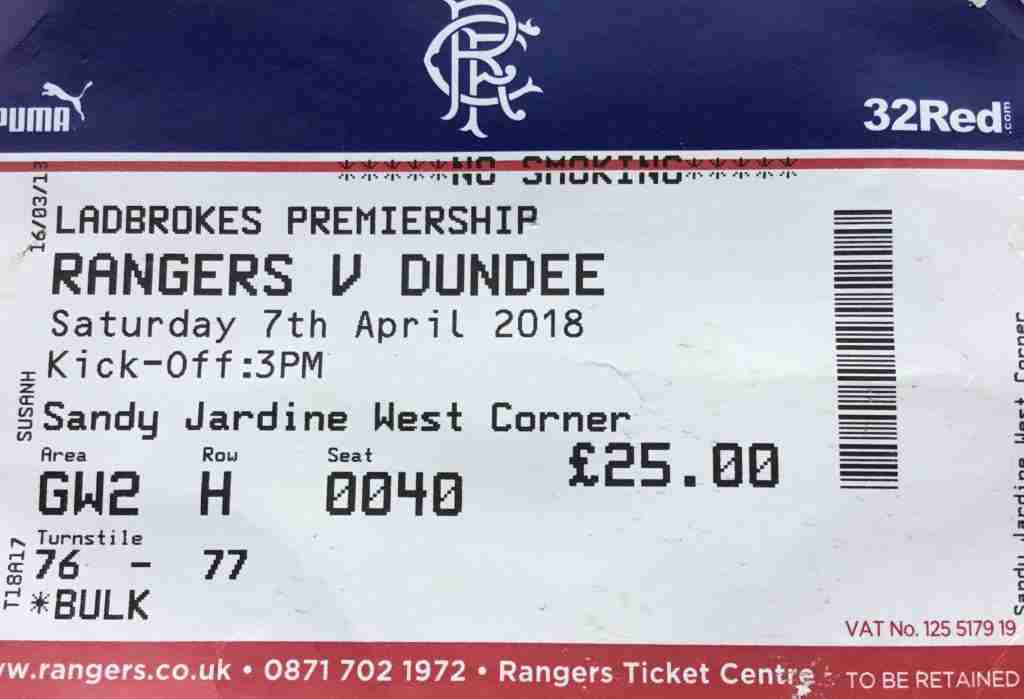 PUMA
32Red.com
*****NO SMOKING*****
LADBROKES PREMIERSHIP
RANGERS V DUNDEE
Saturday 7th April 2018
Kick-Off:3PM
Sandy Jardine West Corner
Area Row Seat
GW2 H 0040
£25.00
Turnstile
76 - 77
*BULK
16/03/1
SUSANH
T18A17
Sandy Jardine West Corner
VAT No. 125 5179 19
w.rangers.co.uk • 0871 702 1972 • Rangers Ticket Centre
TO BE RETAINED